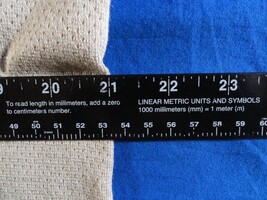 9 20 21 22 23
To read length in millimeters, add a zero
to centimeters number.
LINEAR METRIC UNITS AND SYMBOLS
1000 millimeters (mm) = 1 meter (m)
49 50 51 52 53 54 55 56 57 58 59 60